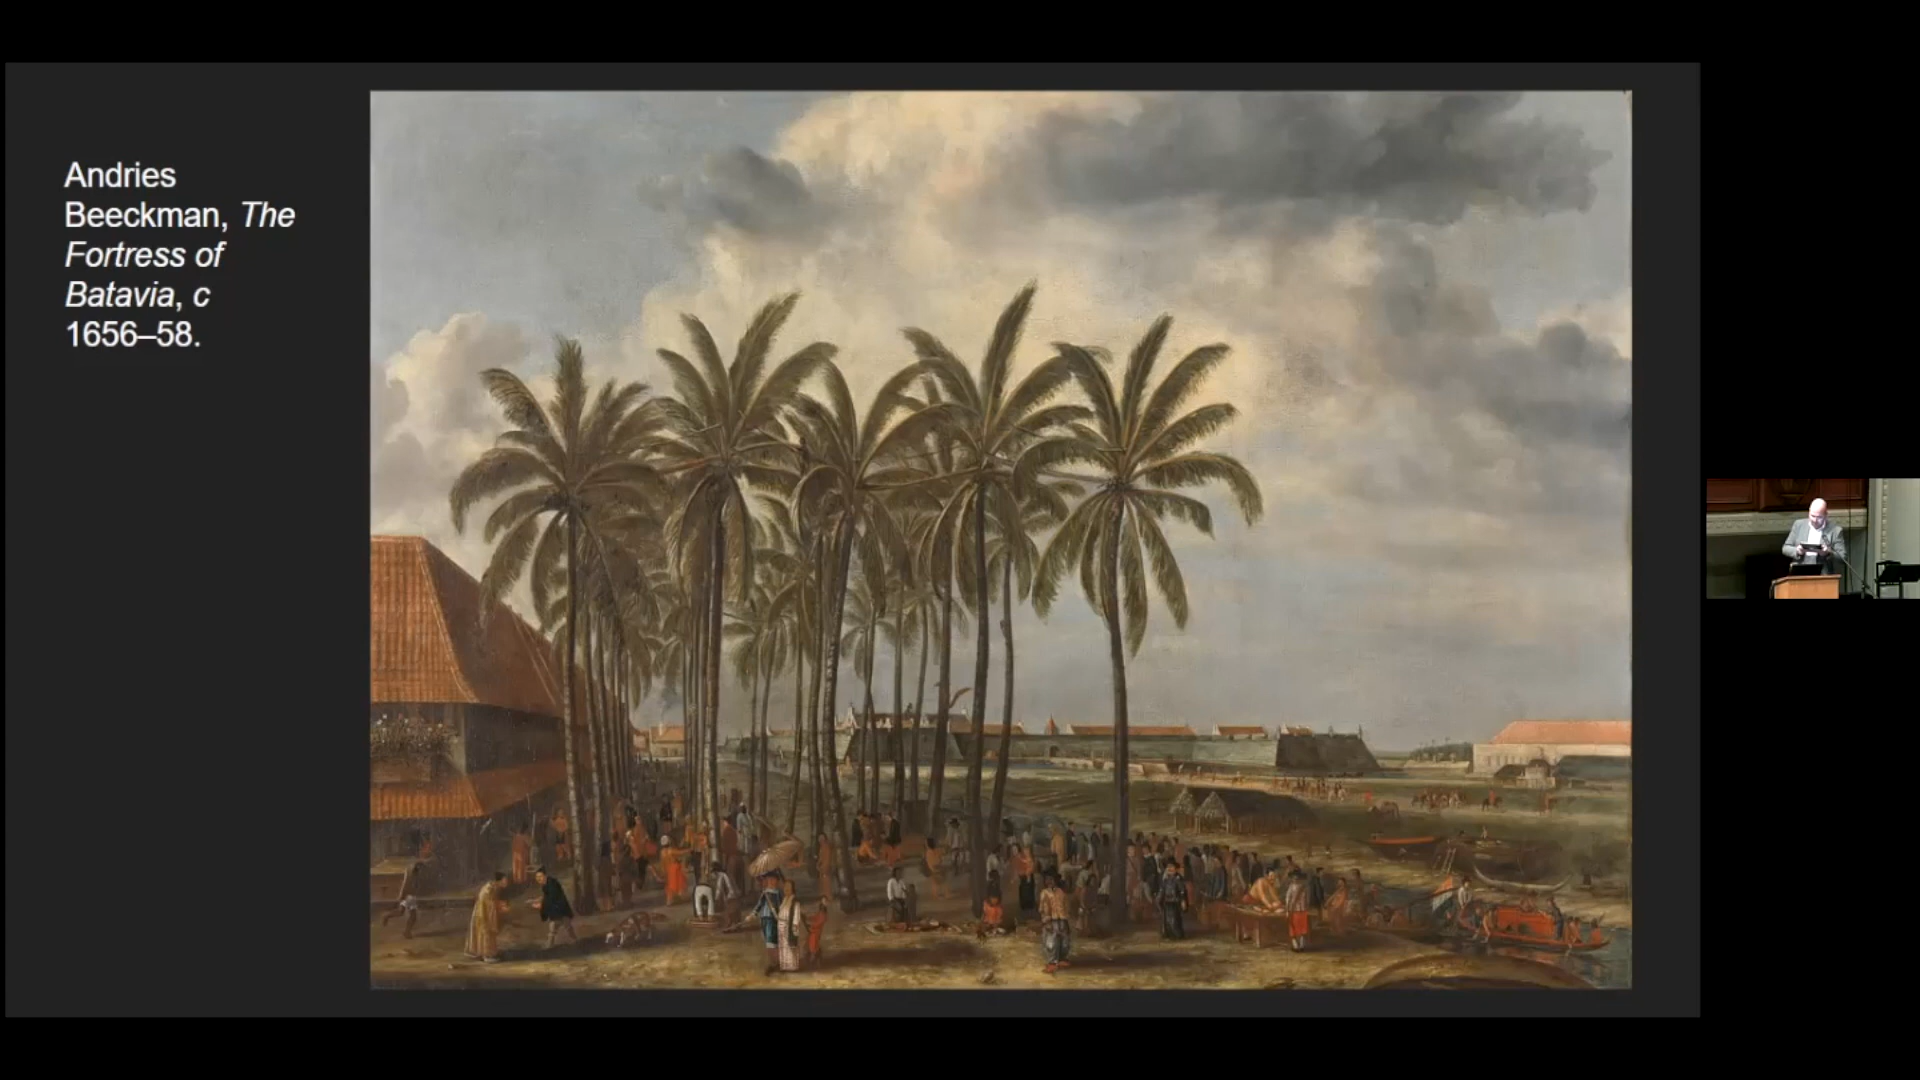 Andries
Beeckman, The
Fortress of
Batavia, c
1656–58.